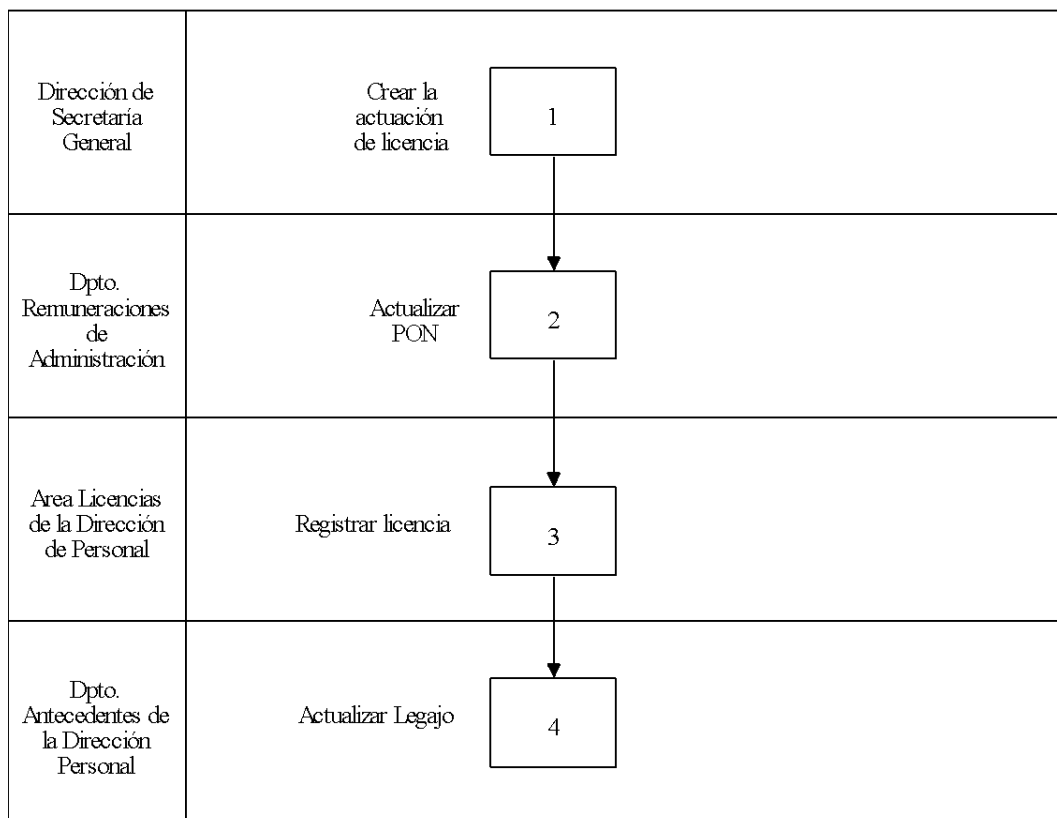 Dirección de
Secretaría
General
Crear la
actuación
de licencia
1
Dpto.
Remuneraciones
de
Administración
Actualizar
PON
2
Area Licencias
de la Dirección
de Personal
Registrar licencia
3
Dpto.
Antecedentes de
la Dirección
Personal
Actualizar Legajo
4